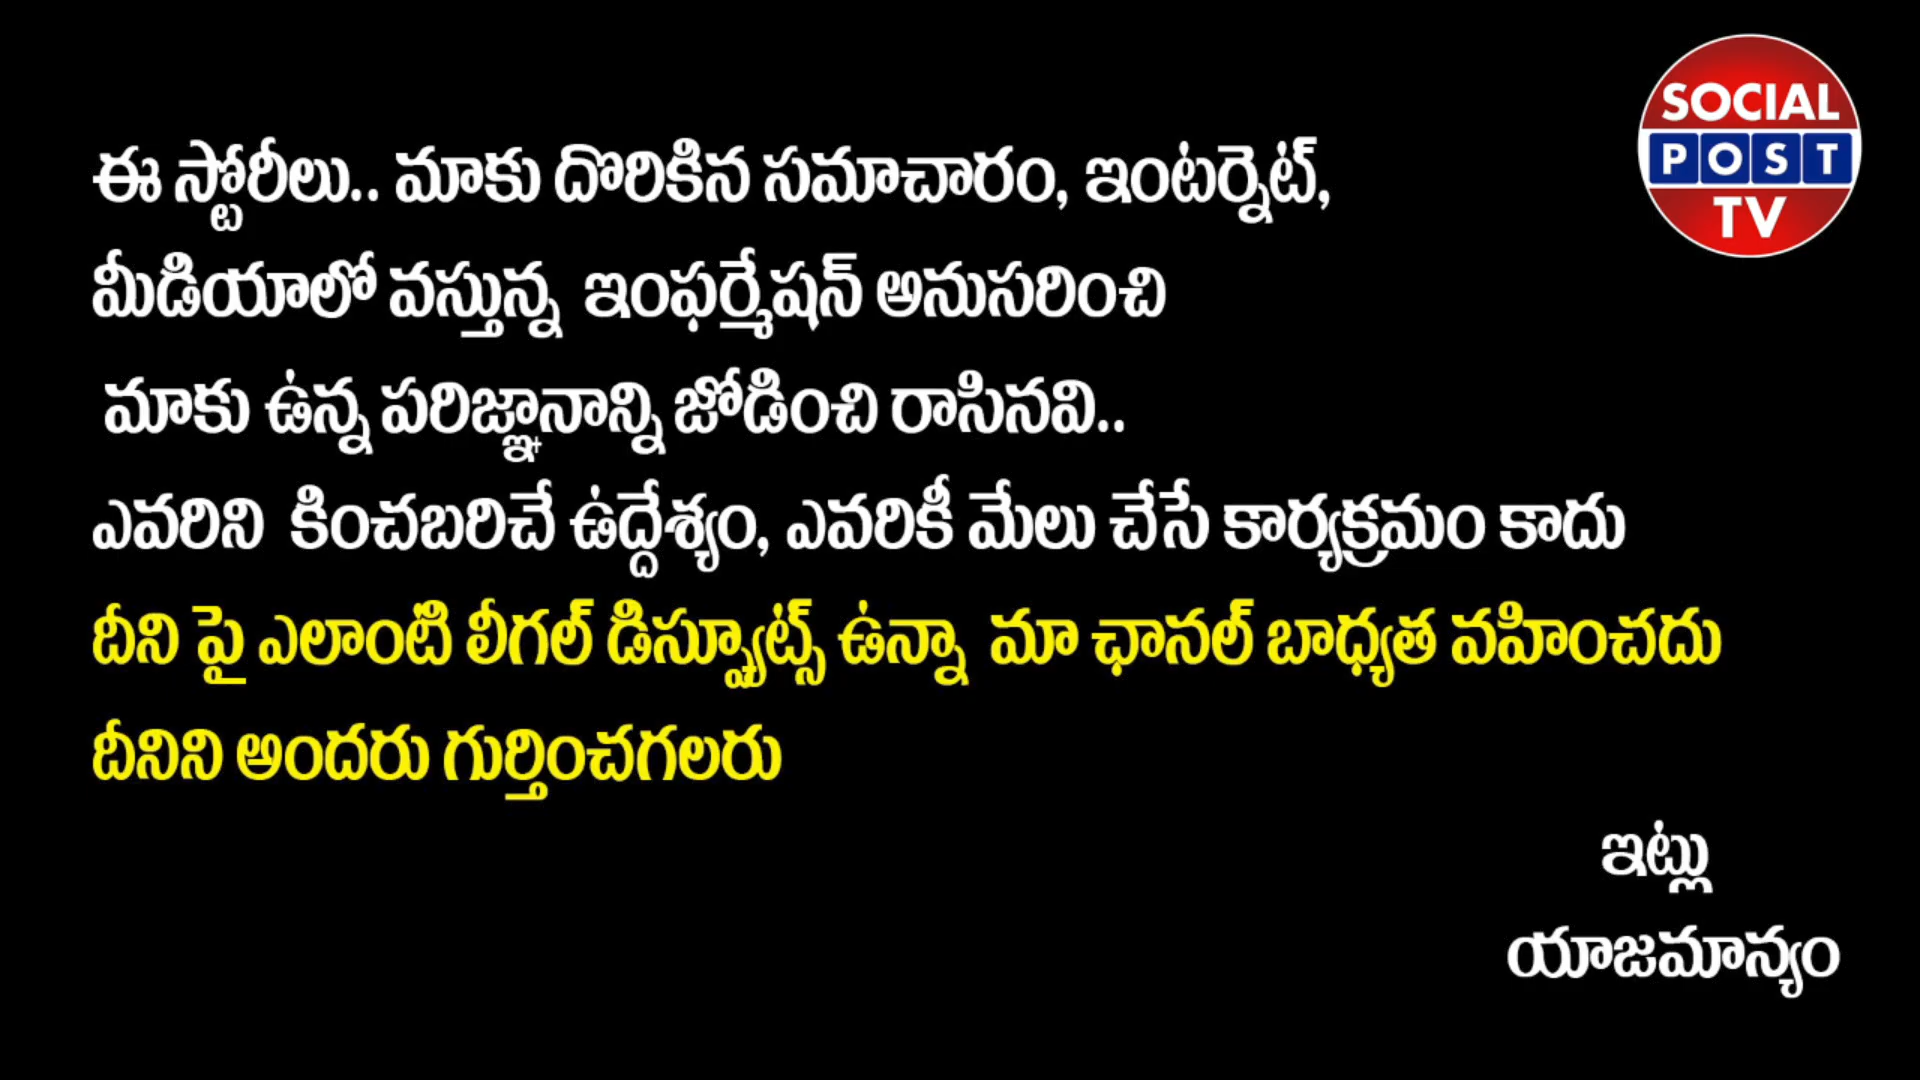 SOCIAL
POST
TV
ఈ స్టోరీలు.. మాకు దొరికిన సమాచారం, ఇంటర్నెట్,
మీడియాలో వస్తున్న ఇంఫర్మేషన్ అనుసరించి
మాకు ఉన్న పరిజ్ఞానాన్ని జోడించి రాసినవి..
ఎవరిని కించబరిచే ఉద్దేశ్యం, ఎవరికీ మేలు చేసే కార్యక్రమం కాదు
దీని పై ఎలాంటి లీగల్ డిస్ప్యూట్స్ ఉన్నా మా ఛానల్ బాధ్యత వహించదు
దీనిని అందరు గుర్తించగలరు
ఇట్లు
యాజమాన్యం